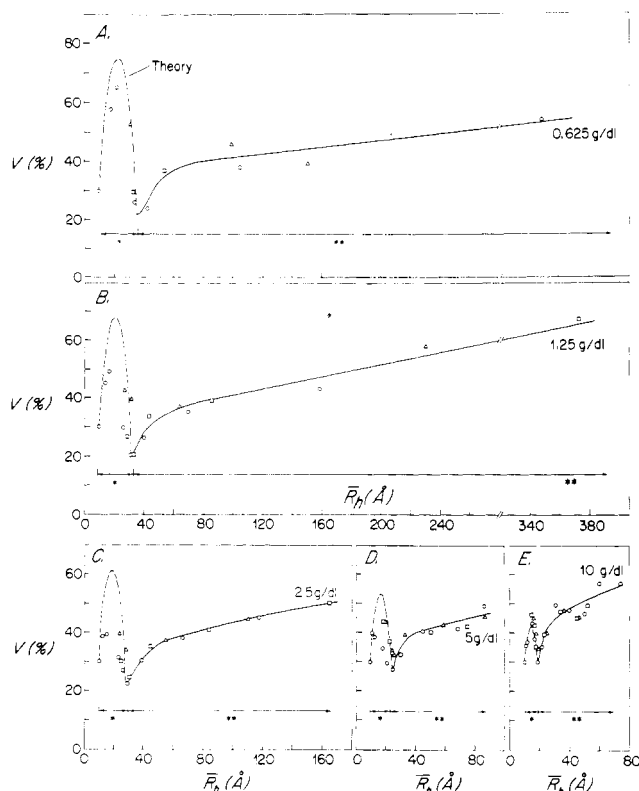 A.
80
60
40
20
0
V (%)
Theory
0.625 g/dl
*
**
B.
60
40
20
0
V (%)
1.25 g/dl
*
*
**
R̅h (Å)
0 40 80 120 160 200 240 340 380
C. D. E.
60
40
20
0
V (%)
2.5 g/dl
5 g/dl
10 g/dl
* ** * ** * **
0 40 80 120 160 0 40 80 0 40 80
R̅h (Å) R̅h (Å) R̅h (Å)